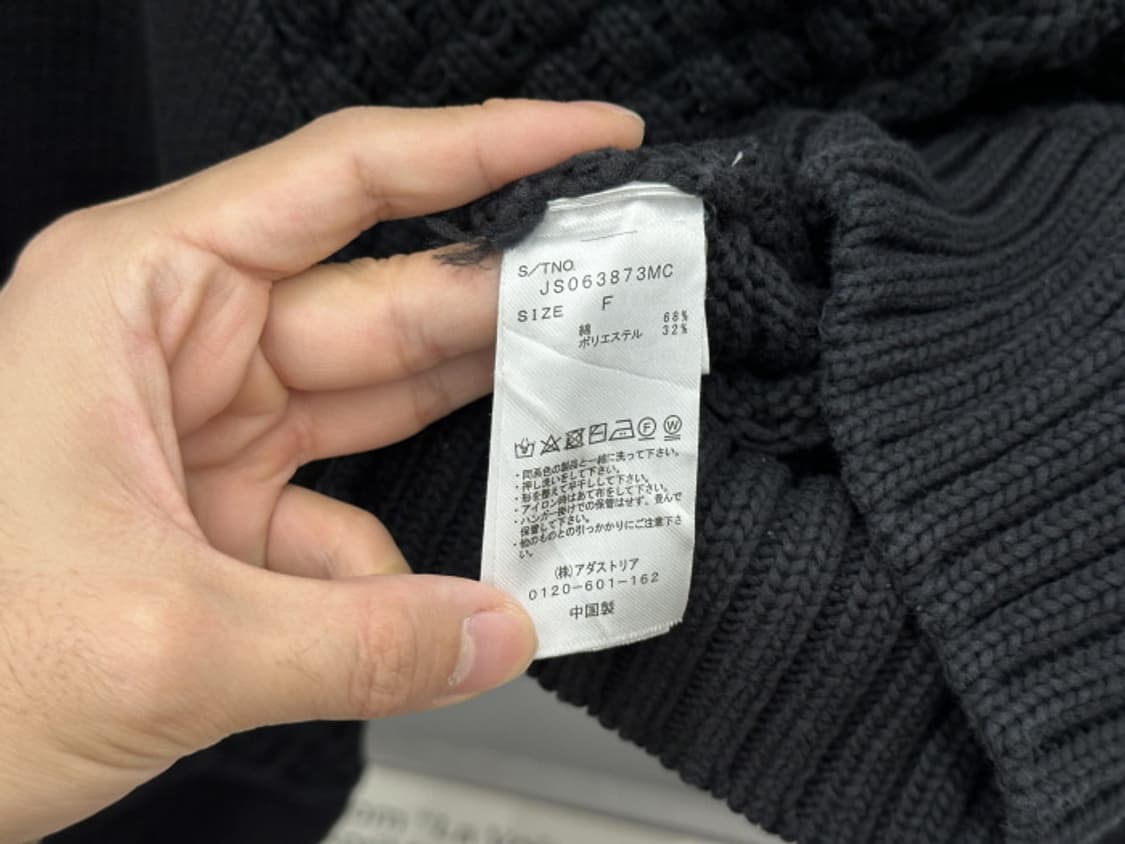 S/TNO.
JS063873MC
SIZE F
綿 68%
ポリエステル 32%
F W
・同系色の製品と一緒に洗って下さい。
・押し洗いをして下さい。
・形を整えて平干しして下さい。
・アイロン時はあて布をして下さい。
・ハンガー掛けでの保管はせず、畳んで
保管して下さい。
・他のものとの引っかかりにご注意下さ
い。
(株)アダストリア
0120-601-162
中国製